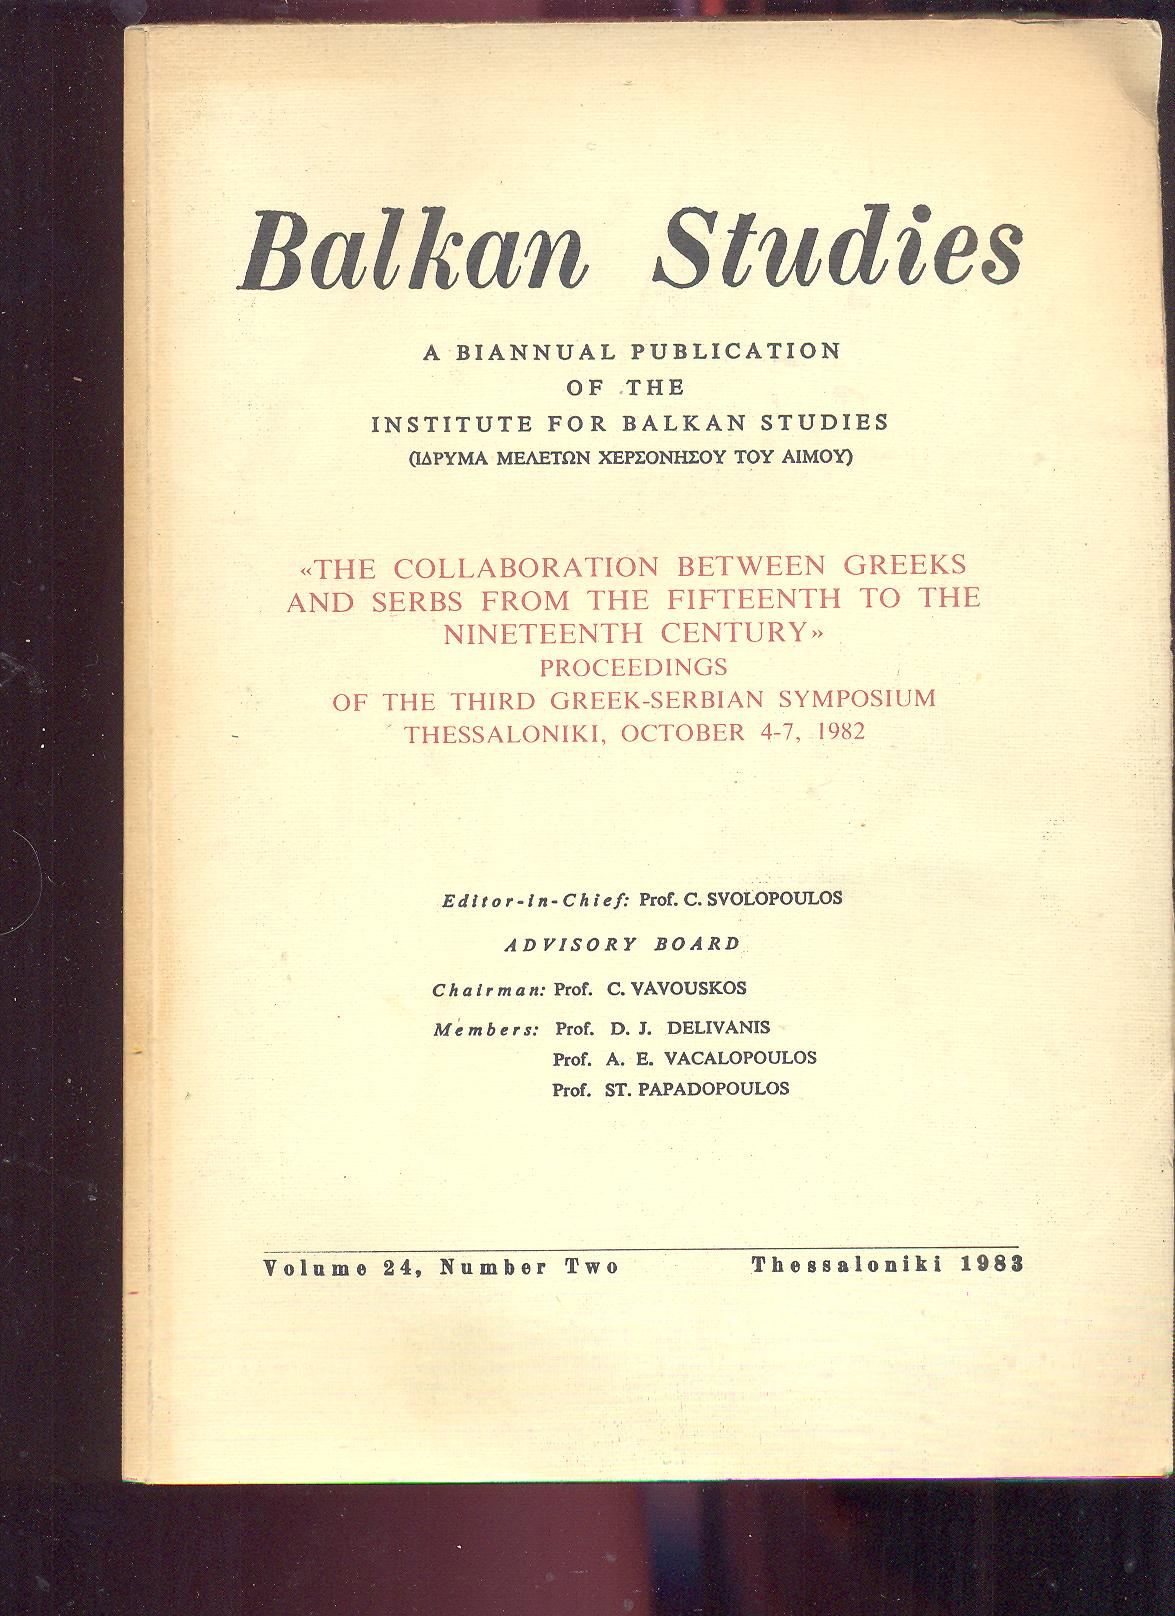 Balkan Studies
A BIANNUAL PUBLICATION
OF THE
INSTITUTE FOR BALKAN STUDIES
(ΙΔΡΥΜΑ ΜΕΛΕΤΩΝ ΧΕΡΣΟΝΗΣΟΥ ΤΟΥ ΑΙΜΟΥ)
«THE COLLABORATION BETWEEN GREEKS
AND SERBS FROM THE FIFTEENTH TO THE
NINETEENTH CENTURY»
PROCEEDINGS
OF THE THIRD GREEK-SERBIAN SYMPOSIUM
THESSALONIKI, OCTOBER 4-7, 1982
Editor-in-Chief: Prof. C. SVOLOPOULOS
ADVISORY BOARD
Chairman: Prof. C. VAVOUSKOS
Members: Prof. D. J. DELIVANIS
Prof. A. E. VACALOPOULOS
Prof. ST. PAPADOPOULOS
Volume 24, Number Two Thessaloniki 1983